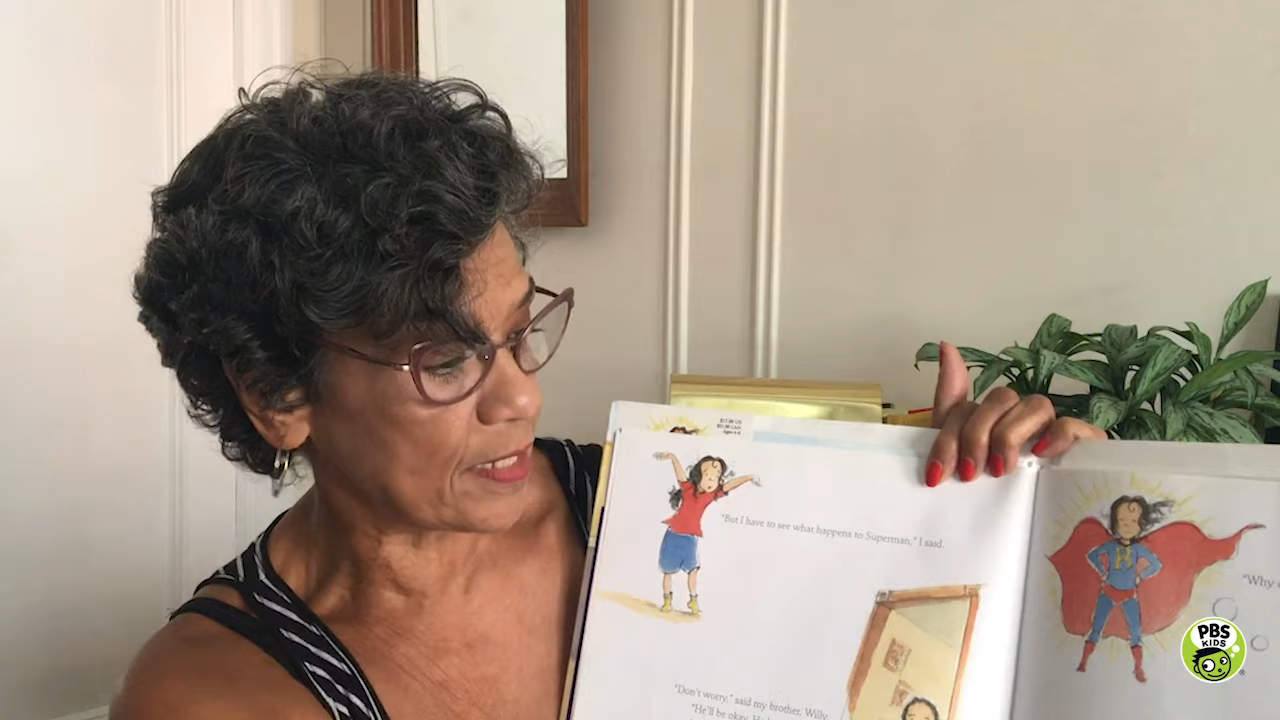 "But I have to see what happens to Superman," I said.
"Don't worry," said my brother, Willy.
"He'll be okay.
"Why
PBS
KIDS